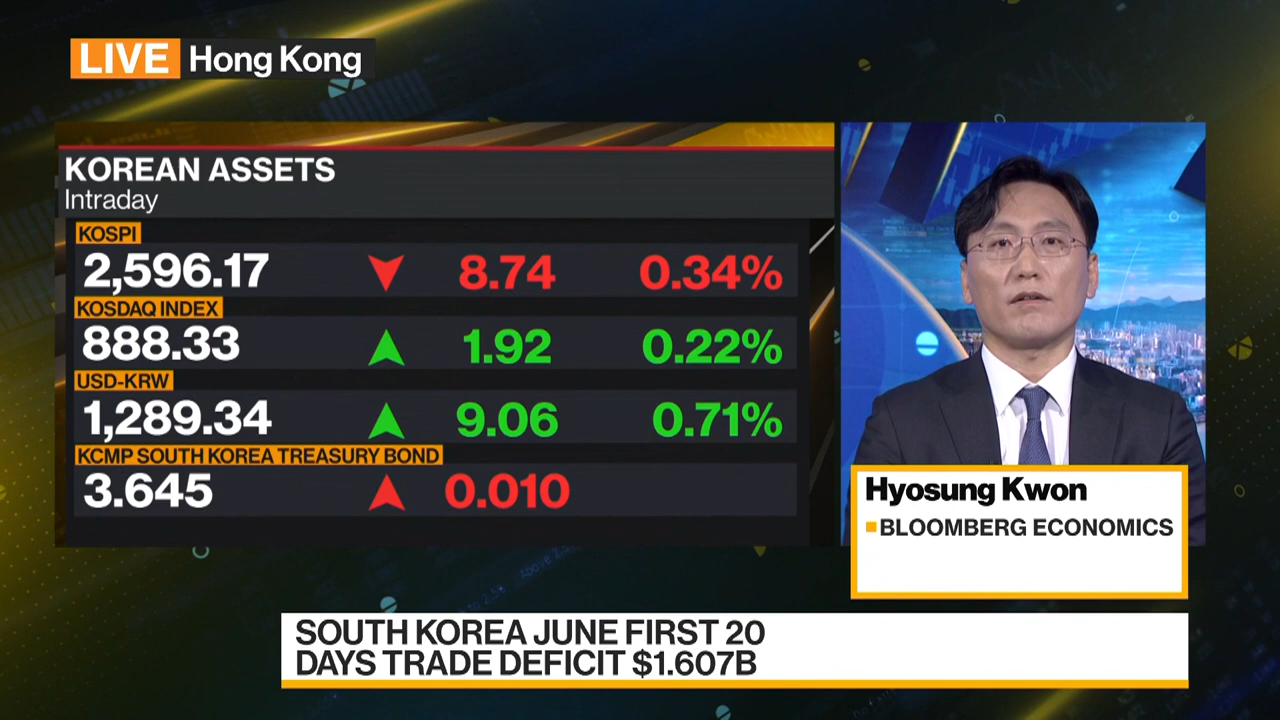 LIVE Hong Kong
KOREAN ASSETS
Intraday
KOSPI
2,596.17 8.74 0.34%
KOSDAQ INDEX
888.33 1.92 0.22%
USD-KRW
1,289.34 9.06 0.71%
KCMP SOUTH KOREA TREASURY BOND
3.645 0.010
Hyosung Kwon
BLOOMBERG ECONOMICS
SOUTH KOREA JUNE FIRST 20
DAYS TRADE DEFICIT $1.607B